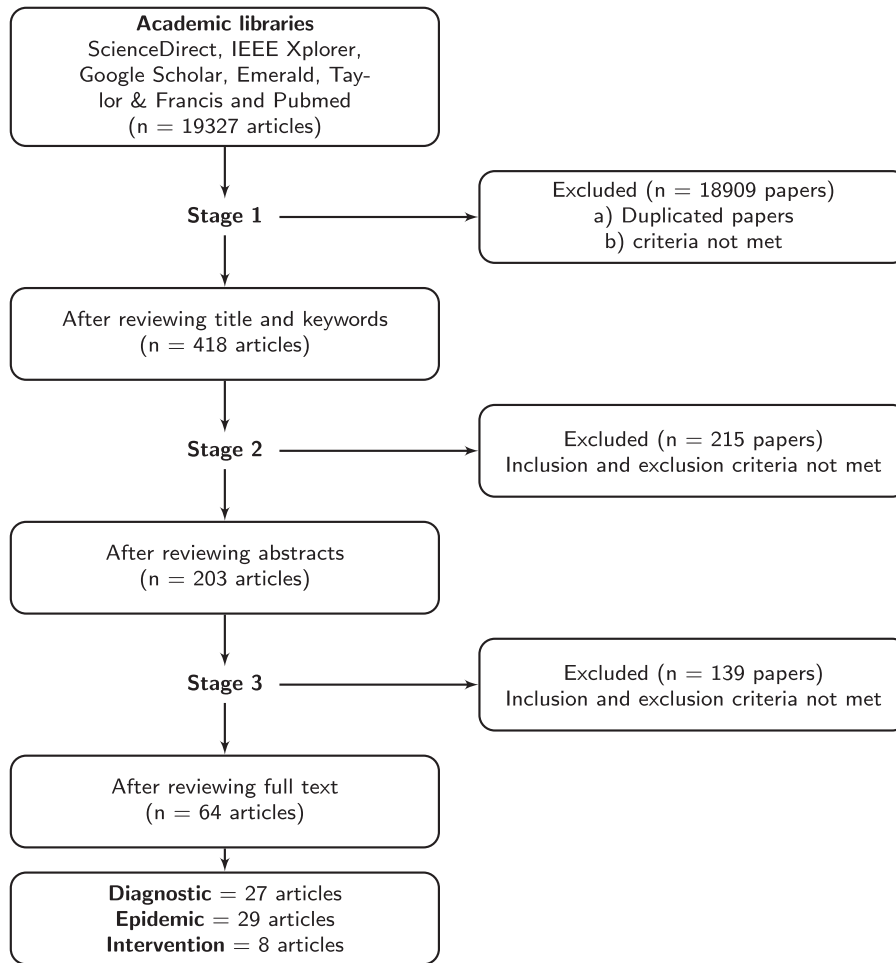 Academic libraries
ScienceDirect, IEEE Xplorer,
Google Scholar, Emerald, Tay-
lor & Francis and Pubmed
(n = 19327 articles)
Stage 1
Excluded (n = 18909 papers)
a) Duplicated papers
b) criteria not met
After reviewing title and keywords
(n = 418 articles)
Stage 2
Excluded (n = 215 papers)
Inclusion and exclusion criteria not met
After reviewing abstracts
(n = 203 articles)
Stage 3
Excluded (n = 139 papers)
Inclusion and exclusion criteria not met
After reviewing full text
(n = 64 articles)
Diagnostic = 27 articles
Epidemic = 29 articles
Intervention = 8 articles